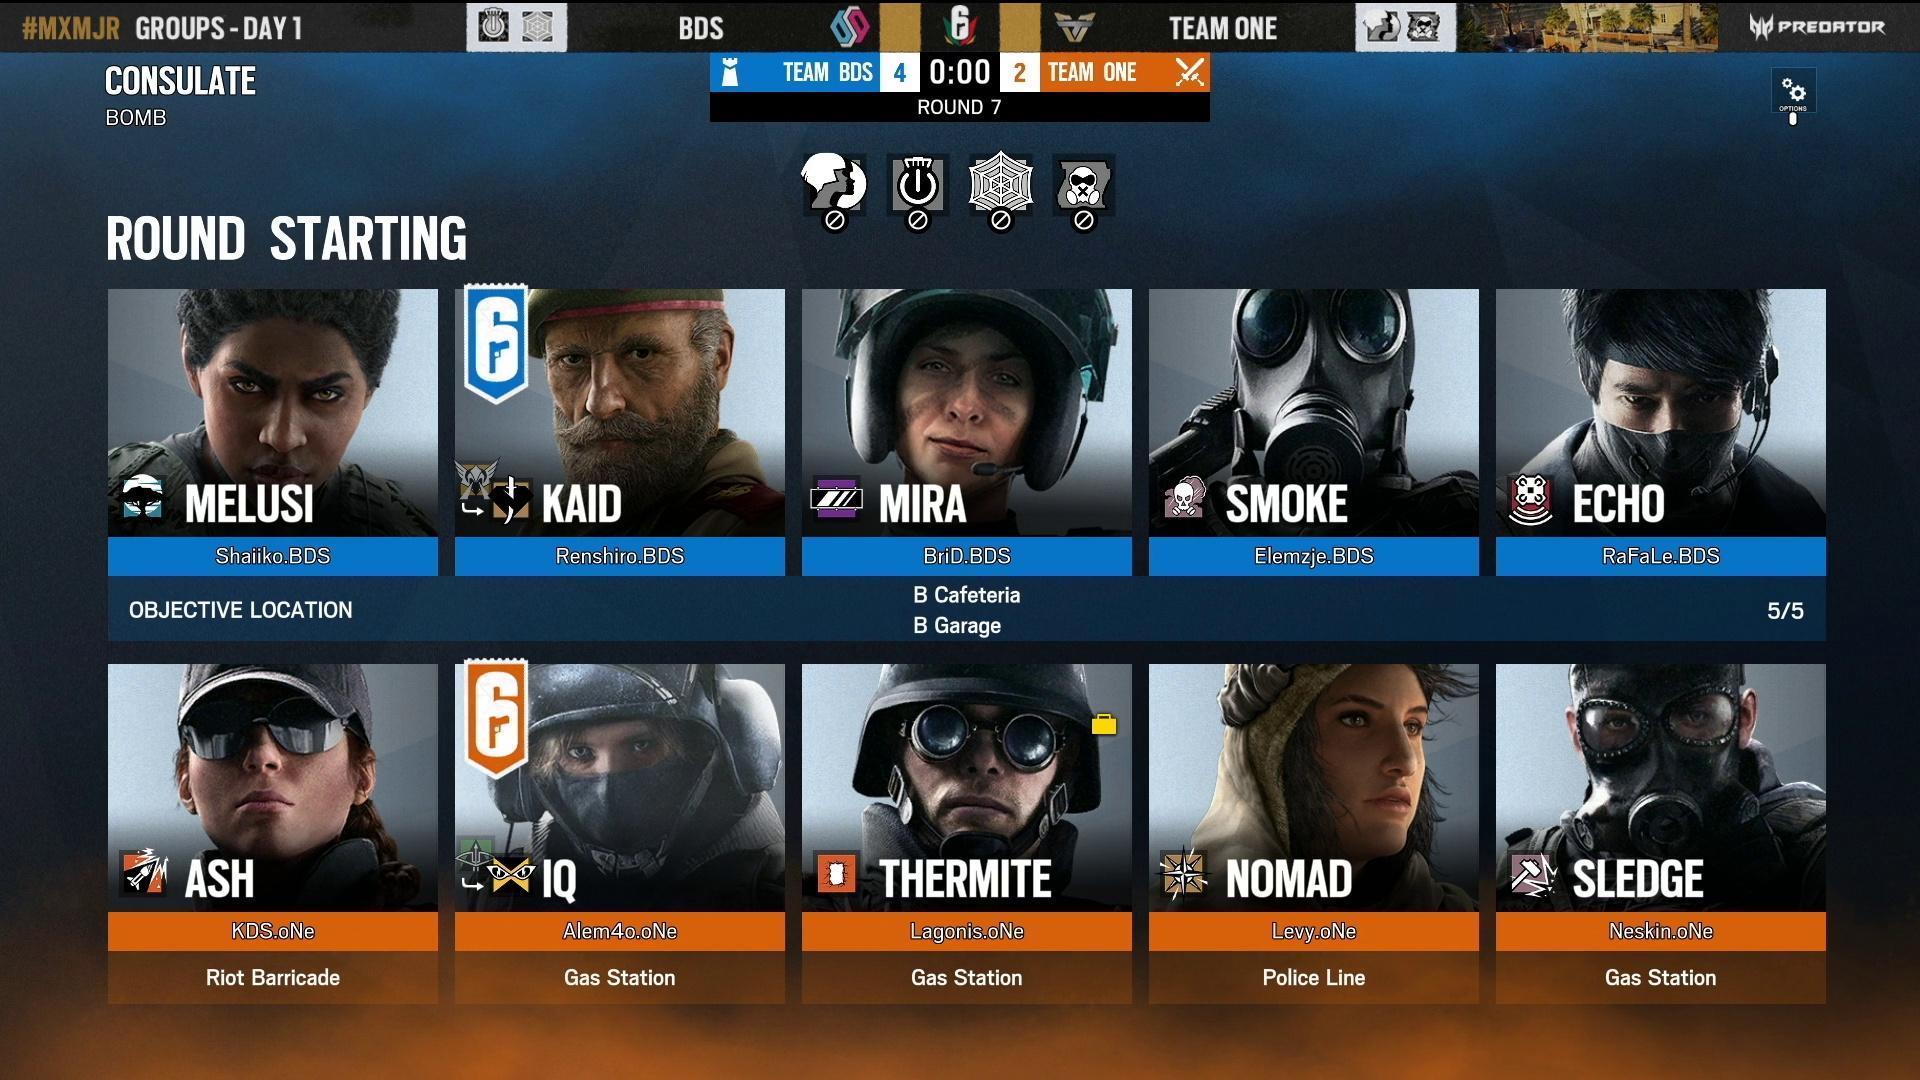 #MXMJR GROUPS - DAY 1
BDS
6
TEAM ONE
PREDATOR
CONSULATE
BOMB
TEAM BDS 4 0:00 2 TEAM ONE
ROUND 7
OPTIONS
ROUND STARTING
6
MELUSI
KAID
MIRA
SMOKE
ECHO
Shaiiko.BDS
Renshiro.BDS
BriD.BDS
Elemzje.BDS
RaFaLe.BDS
OBJECTIVE LOCATION
B Cafeteria
B Garage
5/5
6
ASH
IQ
THERMITE
NOMAD
SLEDGE
KDS.oNe
Alem4o.oNe
Lagonis.oNe
Levy.oNe
Neskin.oNe
Riot Barricade
Gas Station
Gas Station
Police Line
Gas Station